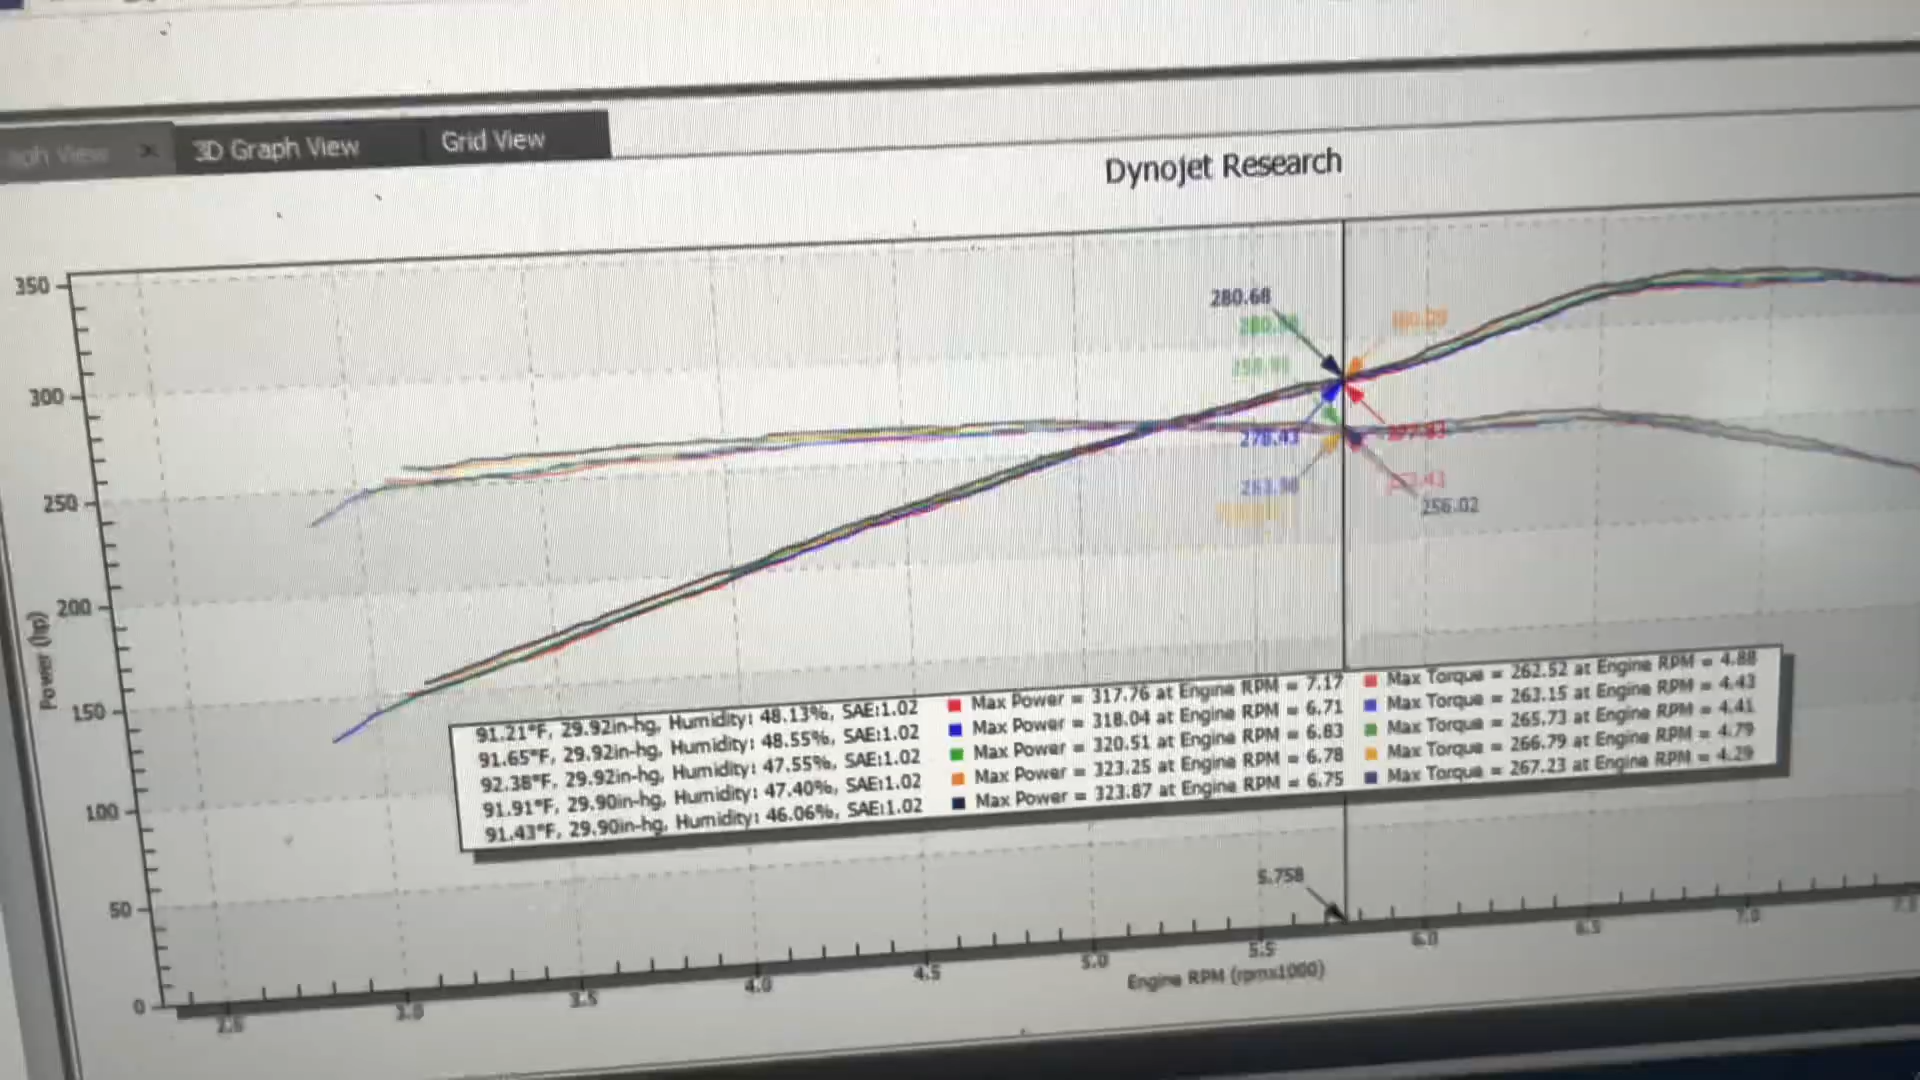 3D Graph View
Grid View
Dynojet Research
350
300
250
200
150
100
50
0
Power (hp)
280.68
278.43
256.02
91.21°F, 29.92in-hg, Humidity: 48.13%, SAE:1.02
91.65°F, 29.92in-hg, Humidity: 48.55%, SAE:1.02
92.38°F, 29.92in-hg, Humidity: 47.55%, SAE:1.02
91.91°F, 29.90in-hg, Humidity: 47.40%, SAE:1.02
91.43°F, 29.90in-hg, Humidity: 46.06%, SAE:1.02
Max Power = 317.76 at Engine RPM = 7.17
Max Power = 318.04 at Engine RPM = 6.71
Max Power = 320.51 at Engine RPM = 6.83
Max Power = 323.25 at Engine RPM = 6.78
Max Power = 323.87 at Engine RPM = 6.75
Max Torque = 262.52 at Engine RPM = 4.88
Max Torque = 263.15 at Engine RPM = 4.43
Max Torque = 265.73 at Engine RPM = 4.41
Max Torque = 266.79 at Engine RPM = 4.79
Max Torque = 267.23 at Engine RPM = 4.29
5.758
2.5
3.0
3.5
4.0
4.5
5.0
5.5
6.0
6.5
7.0
Engine RPM (rpmx1000)